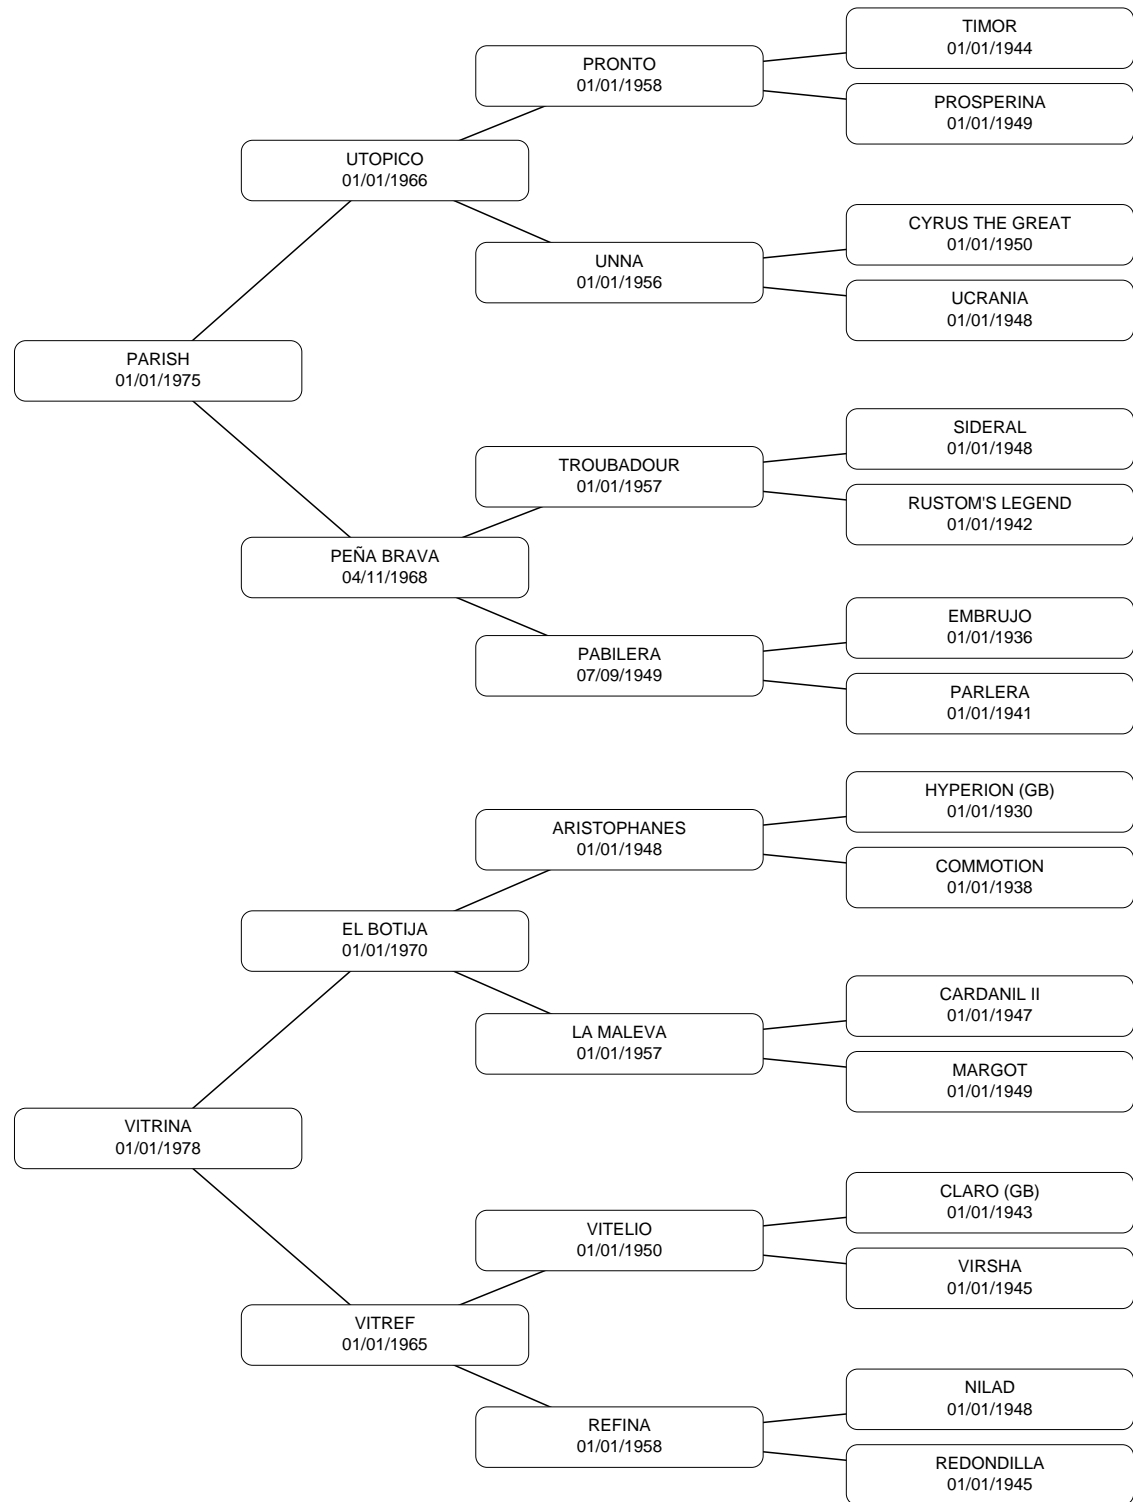 TIMOR
01/01/1944
PRONTO
01/01/1958
PROSPERINA
01/01/1949
UTOPICO
01/01/1966
CYRUS THE GREAT
01/01/1950
UNNA
01/01/1956
UCRANIA
01/01/1948
PARISH
01/01/1975
SIDERAL
01/01/1948
TROUBADOUR
01/01/1957
RUSTOM'S LEGEND
01/01/1942
PEÑA BRAVA
04/11/1968
EMBRUJO
01/01/1936
PABILERA
07/09/1949
PARLERA
01/01/1941
HYPERION (GB)
01/01/1930
ARISTOPHANES
01/01/1948
COMMOTION
01/01/1938
EL BOTIJA
01/01/1970
CARDANIL II
01/01/1947
LA MALEVA
01/01/1957
MARGOT
01/01/1949
VITRINA
01/01/1978
CLARO (GB)
01/01/1943
VITELIO
01/01/1950
VIRSHA
01/01/1945
VITREF
01/01/1965
NILAD
01/01/1948
REFINA
01/01/1958
REDONDILLA
01/01/1945